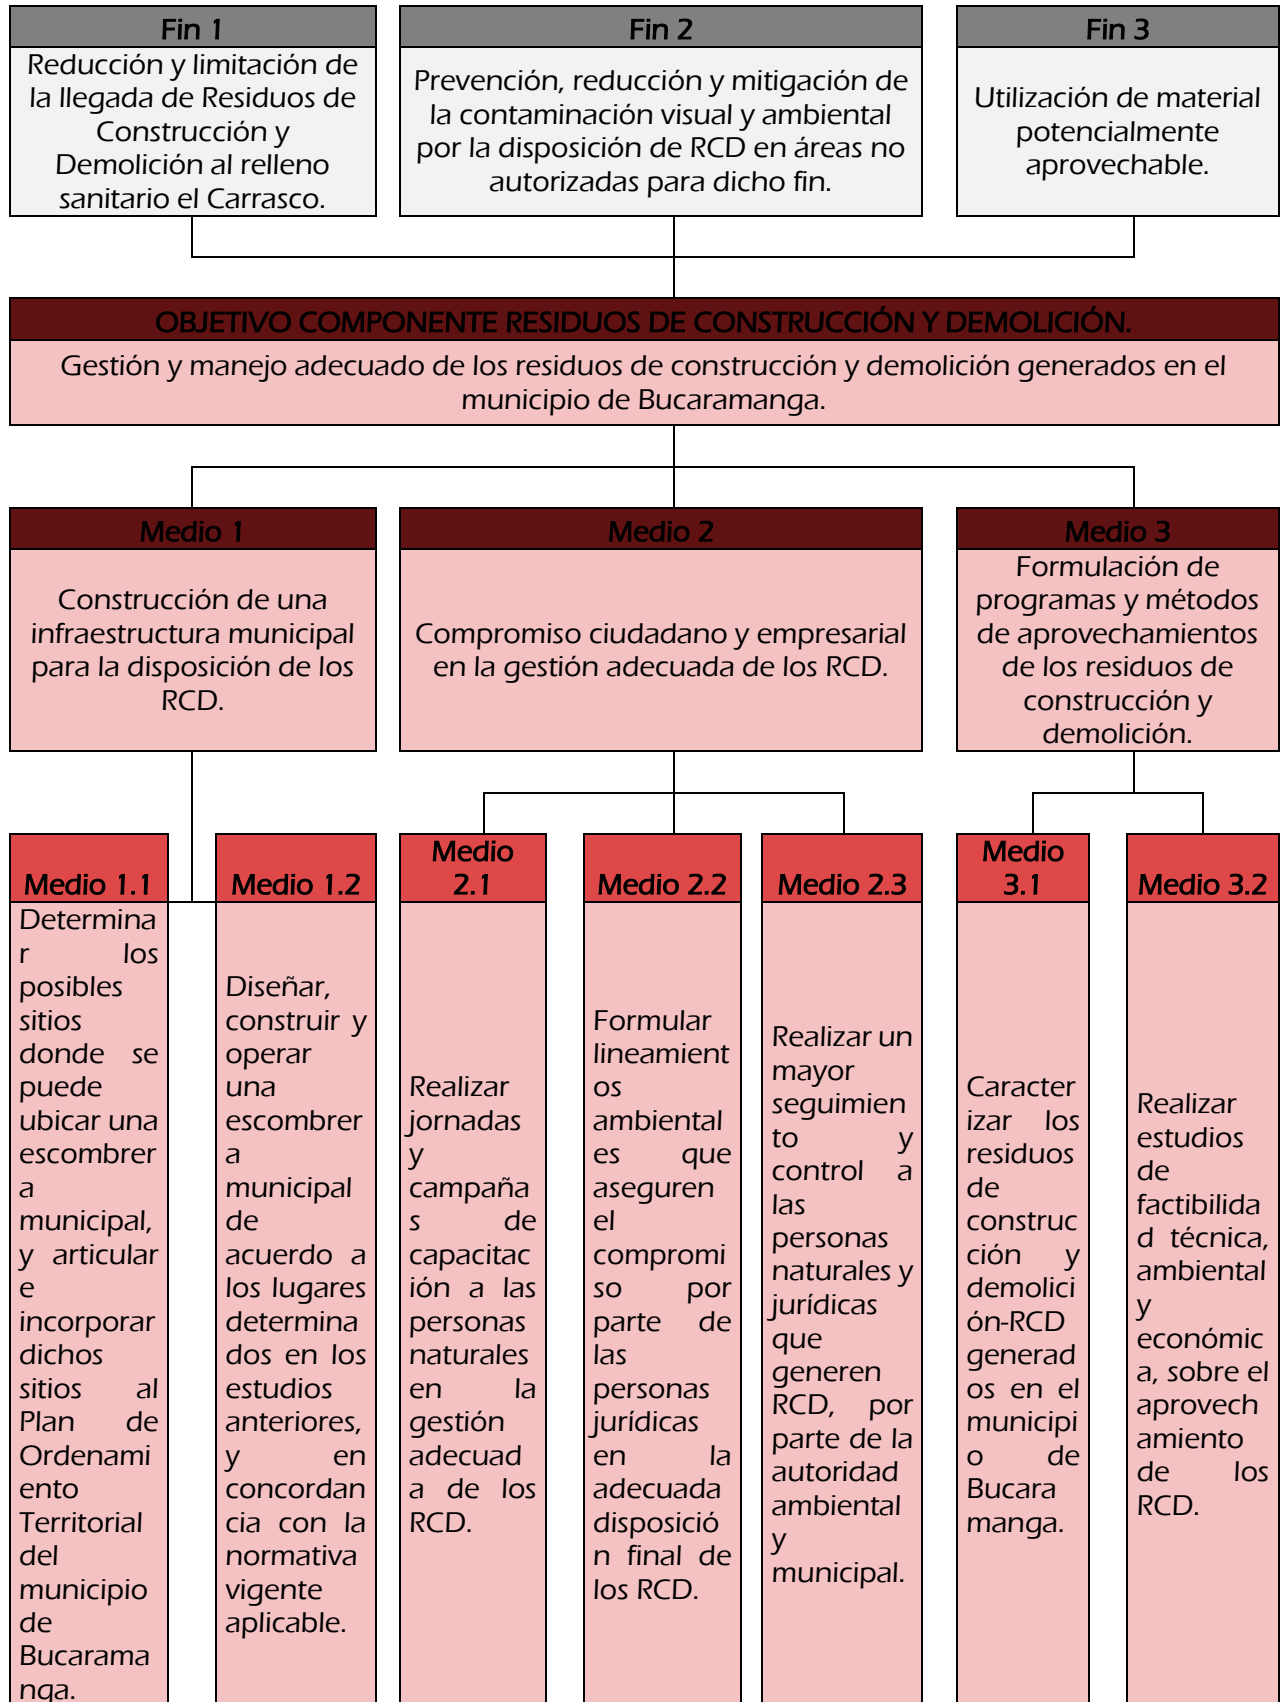 Fin 1
Reducción y limitación de
la llegada de Residuos de
Construcción y
Demolición al relleno
sanitario el Carrasco.
Fin 2
Prevención, reducción y mitigación de
la contaminación visual y ambiental
por la disposición de RCD en áreas no
autorizadas para dicho fin.
Fin 3
Utilización de material
potencialmente
aprovechable.
OBJETIVO COMPONENTE RESIDUOS DE CONSTRUCCIÓN Y DEMOLICIÓN.
Gestión y manejo adecuado de los residuos de construcción y demolición generados en el
municipio de Bucaramanga.
Medio 1
Construcción de una
infraestructura municipal
para la disposición de los
RCD.
Medio 2
Compromiso ciudadano y empresarial
en la gestión adecuada de los RCD.
Medio 3
Formulación de
programas y métodos
de aprovechamientos
de los residuos de
construcción y
demolición.
Medio 1.1
Determina
r los
posibles
sitios
donde se
puede
ubicar una
escombrer
a
municipal,
y articular
e
incorporar
dichos
sitios al
Plan de
Ordenami
ento
Territorial
del
municipio
de
Bucarama
nga.
Medio 1.2
Diseñar,
construir y
operar
una
escombrer
a
municipal
de
acuerdo a
los lugares
determina
dos en los
estudios
anteriores,
y en
concordan
cia con la
normativa
vigente
aplicable.
Medio
2.1
Realizar
jornadas
y
campaña
s de
capacitac
ión a las
personas
naturales
en la
gestión
adecuad
a de los
RCD.
Medio 2.2
Formular
lineamient
os
ambiental
es que
aseguren
el
compromi
so por
parte de
las
personas
jurídicas
en la
adecuada
disposició
n final de
los RCD.
Medio 2.3
Realizar un
mayor
seguimien
to y
control a
las
personas
naturales y
jurídicas
que
generen
RCD, por
parte de la
autoridad
ambiental
y
municipal.
Medio
3.1
Caracter
izar los
residuos
de
construc
ción y
demolici
ón-RCD
generad
os en el
municipi
o de
Bucara
manga.
Medio 3.2
Realizar
estudios
de
factibilida
d técnica,
ambiental
y
económic
a, sobre el
aprovech
amiento
de los
RCD.